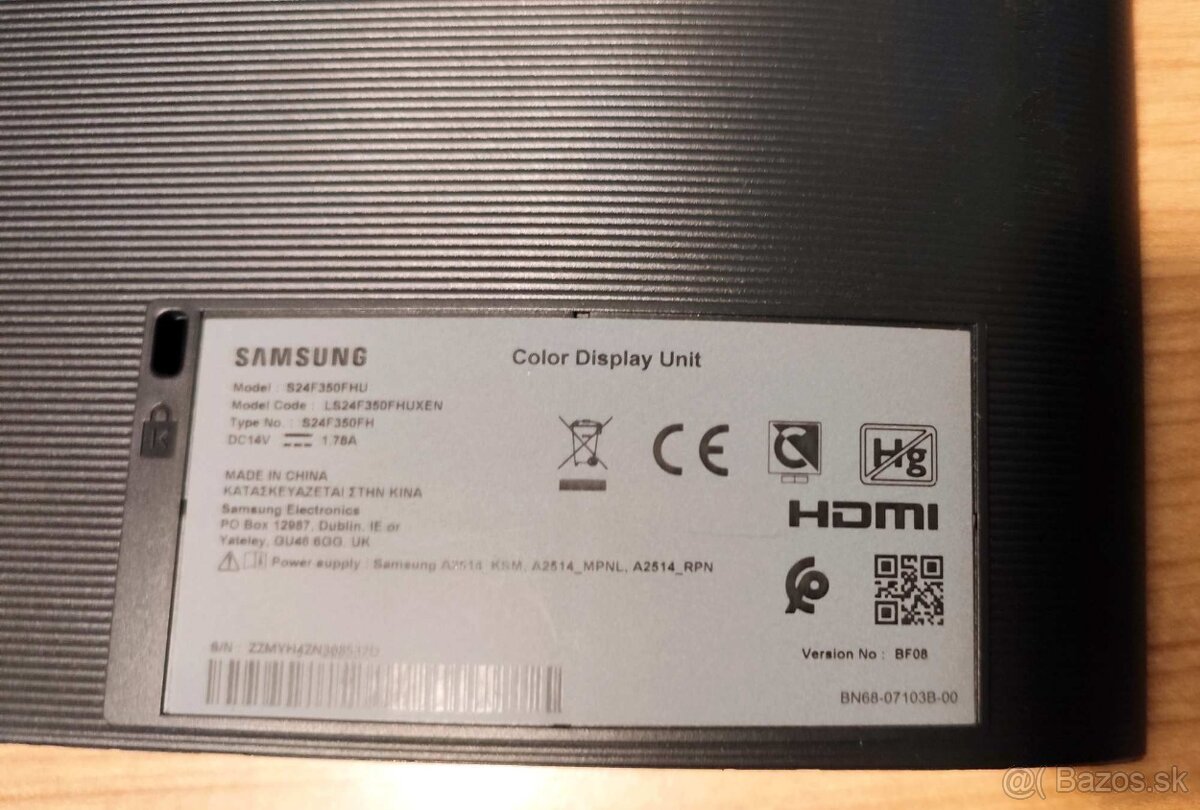 SAMSUNG
Color Display Unit
Model : S24F350FHU
Model Code : LS24F350FHUXEN
Type No. : S24F350FH
DC14V 1.78A
MADE IN CHINA
ΚΑΤΑΣΚΕΥΑΖΕΤΑΙ ΣΤΗΝ ΚΙΝΑ
Samsung Electronics
PO Box 12987, Dublin. IE or
Yateley, GU46 6GG. UK
Power supply : Samsung A2514_KSM, A2514_MPNL, A2514_RPN
CE
Hg
HDMI
S/N :
Version No : BF08
BN68-07103B-00
@( Bazos.sk